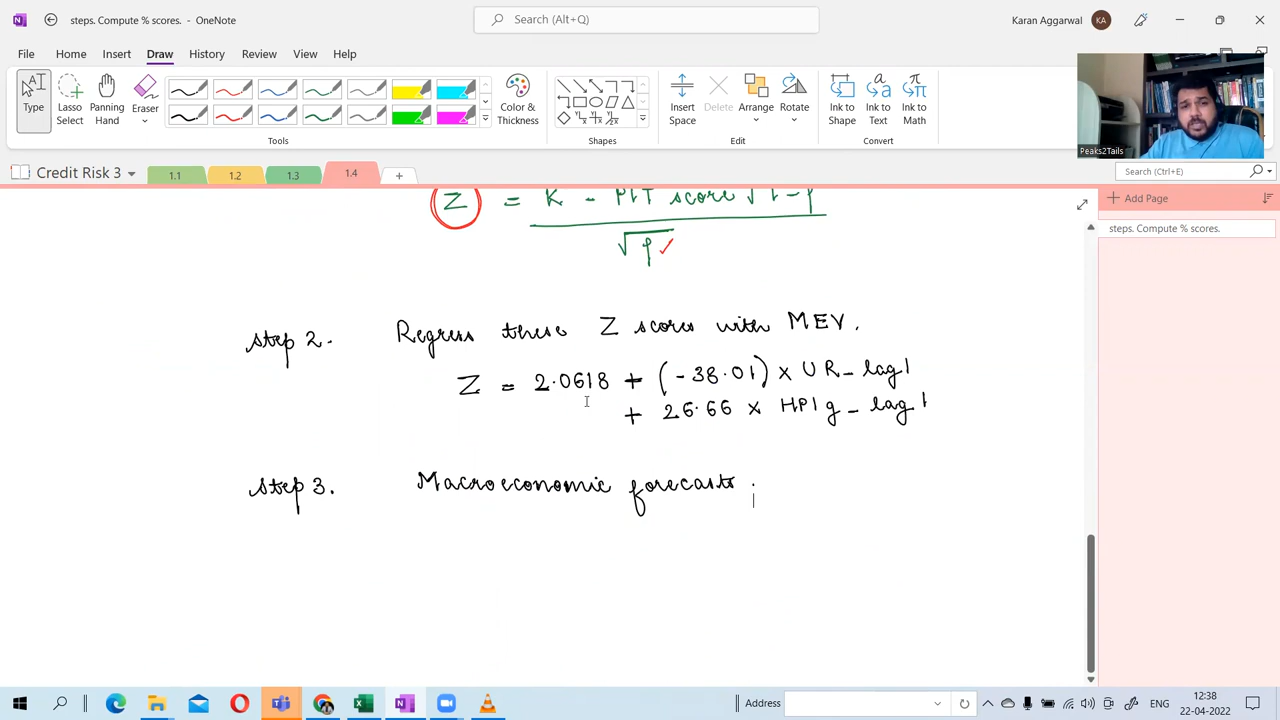 steps. Compute % scores. - OneNote
Search (Alt+Q)
Karan Aggarwal
KA
File Home Insert Draw History Review View Help
Type
Lasso Select
Panning Hand
Eraser
Color & Thickness
Insert Space
Delete
Arrange
Rotate
Ink to Shape
Ink to Text
Ink to Math
Tools
Shapes
Edit
Convert
Peaks2Tails
Credit Risk 3
1.1 1.2 1.3 1.4
Search (Ctrl+E)
Add Page
steps. Compute % scores.
Z = K - PIT score √1-ρ
√ρ ✓
Step 2. Regress these Z scores with MEV.
Z = 2.0618 + (-38.01) × UR_lag1
+ 26.66 × HPIg_lag1
Step 3. Macroeconomic forecasts
Address
ENG
12:38
22-04-2022